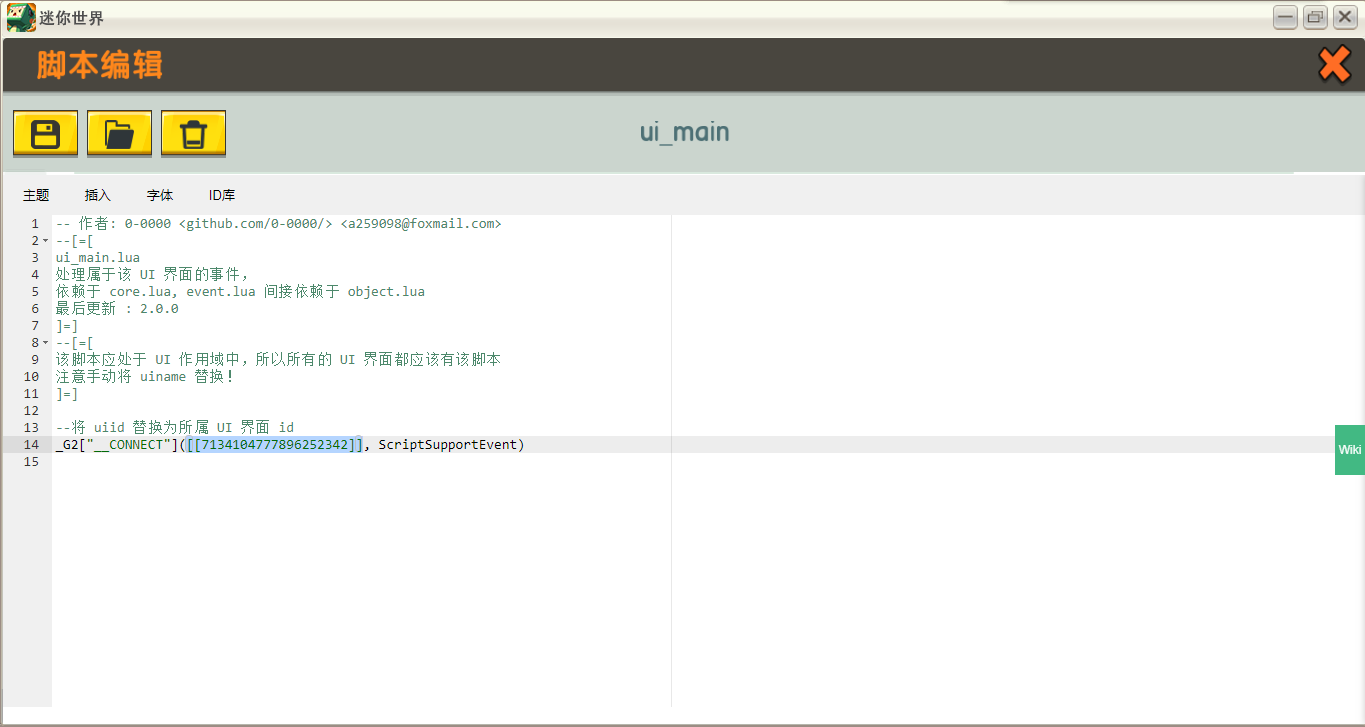 迷你世界
脚本编辑
ui_main
主题 插入 字体 ID库
1 -- 作者: 0-0000 <github.com/0-0000/> <a259098@foxmail.com>
2 --[=[
3 ui_main.lua
4 处理属于该 UI 界面的事件，
5 依赖于 core.lua, event.lua 间接依赖于 object.lua
6 最后更新 : 2.0.0
7 ]=]
8 --[=[
9 该脚本应处于 UI 作用域中，所以所有的 UI 界面都应该有该脚本
10 注意手动将 uiname 替换！
11 ]=]
12
13 --将 uiid 替换为所属 UI 界面 id
14 _G2["__CONNECT"]([[7134104777896252342]], ScriptSupportEvent)
15
Wiki